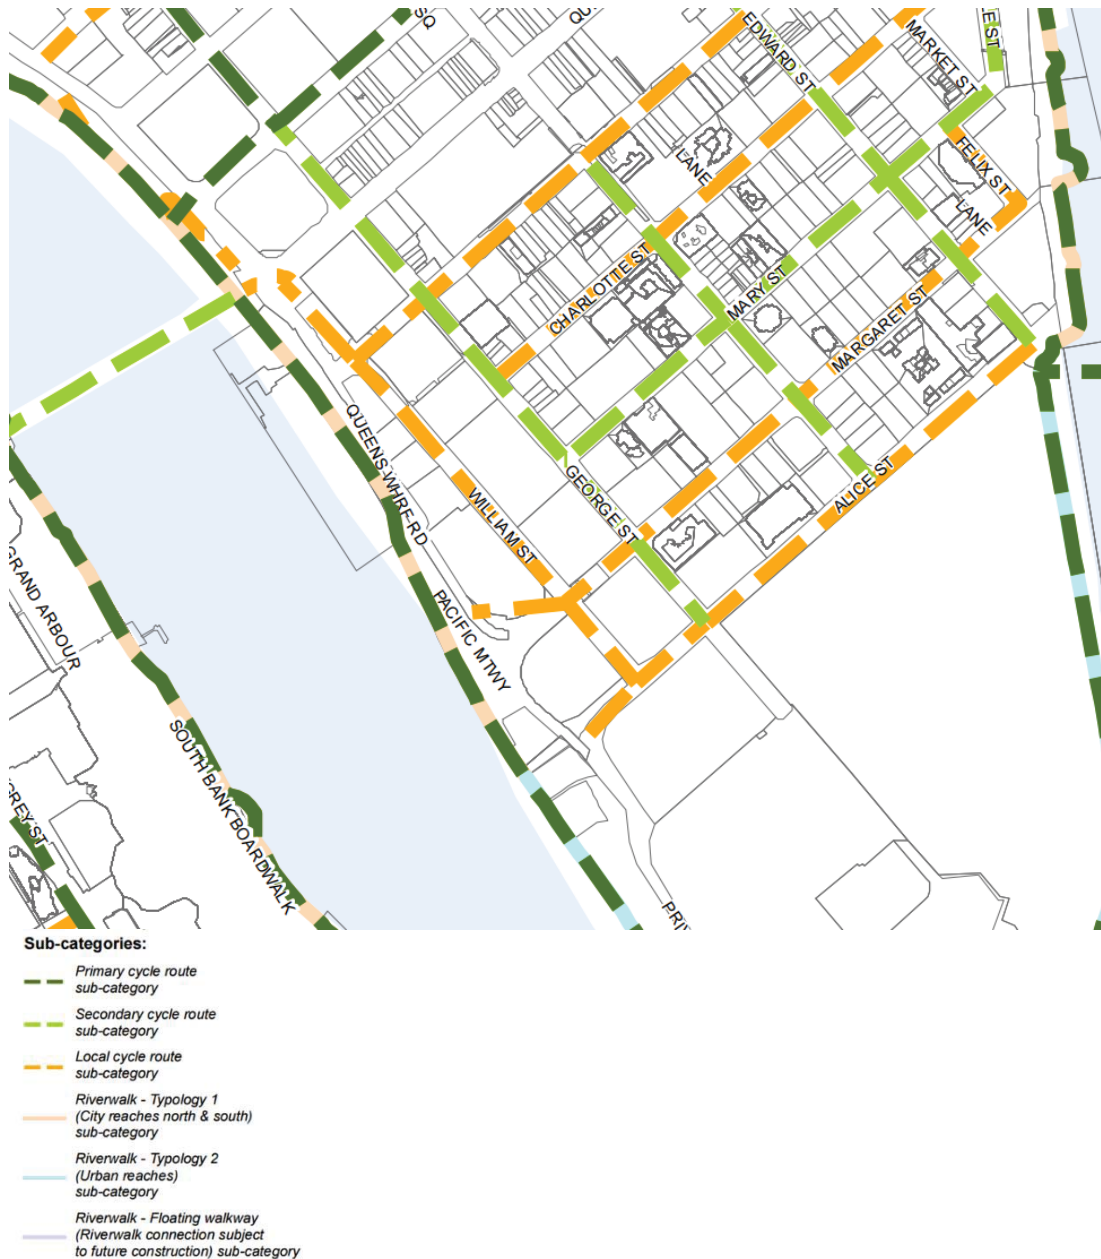 SQ
QU
EDWARD ST
MARKET ST
E ST
FELIX ST
LANE
LANE
CHARLOTTE ST
MARY ST
MARGARET ST
QUEENS WHRF RD
WILLIAM ST
GEORGE ST
ALICE ST
PACIFIC MTWY
GRAND ARBOUR
SOUTH BANK BOARDWALK
GREY ST
PRIV
Sub-categories:
Primary cycle route
sub-category
Secondary cycle route
sub-category
Local cycle route
sub-category
Riverwalk - Typology 1
(City reaches north & south)
sub-category
Riverwalk - Typology 2
(Urban reaches)
sub-category
Riverwalk - Floating walkway
(Riverwalk connection subject
to future construction) sub-category